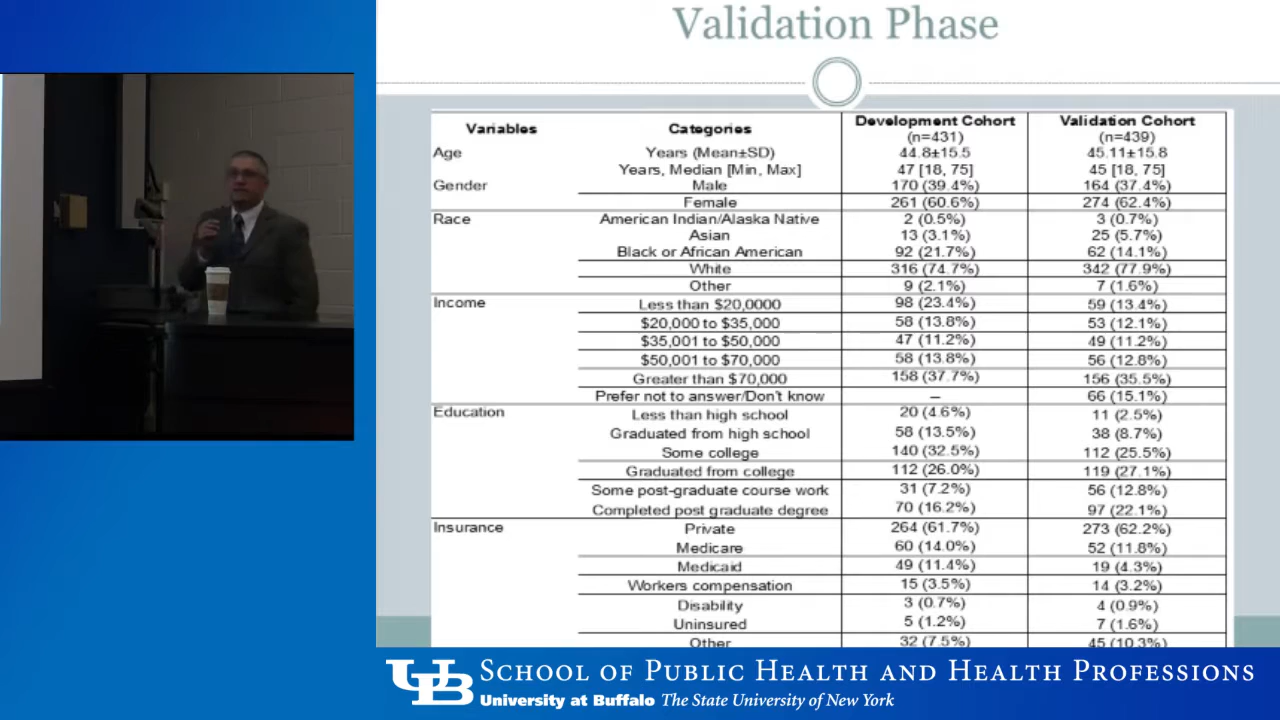 Validation Phase
Variables Categories Development Cohort (n=431) Validation Cohort (n=439)
Age Years (Mean±SD) 44.8±15.5 45.11±15.8
Years, Median [Min, Max] 47 [18, 75] 45 [18, 75]
Gender Male 170 (39.4%) 164 (37.4%)
Female 261 (60.6%) 274 (62.4%)
Race American Indian/Alaska Native 2 (0.5%) 3 (0.7%)
Asian 13 (3.1%) 25 (5.7%)
Black or African American 92 (21.7%) 62 (14.1%)
White 316 (74.7%) 342 (77.9%)
Other 9 (2.1%) 7 (1.6%)
Income Less than $20,0000 98 (23.4%) 59 (13.4%)
$20,000 to $35,000 58 (13.8%) 53 (12.1%)
$35,001 to $50,000 47 (11.2%) 49 (11.2%)
$50,001 to $70,000 58 (13.8%) 56 (12.8%)
Greater than $70,000 158 (37.7%) 156 (35.5%)
Prefer not to answer/Don't know – 66 (15.1%)
Education Less than high school 20 (4.6%) 11 (2.5%)
Graduated from high school 58 (13.5%) 38 (8.7%)
Some college 140 (32.5%) 112 (25.5%)
Graduated from college 112 (26.0%) 119 (27.1%)
Some post-graduate course work 31 (7.2%) 56 (12.8%)
Completed post graduate degree 70 (16.2%) 97 (22.1%)
Insurance Private 264 (61.7%) 273 (62.2%)
Medicare 60 (14.0%) 52 (11.8%)
Medicaid 49 (11.4%) 19 (4.3%)
Workers compensation 15 (3.5%) 14 (3.2%)
Disability 3 (0.7%) 4 (0.9%)
Uninsured 5 (1.2%) 7 (1.6%)
Other 32 (7.5%) 45 (10.3%)
UB SCHOOL OF PUBLIC HEALTH AND HEALTH PROFESSIONS
University at Buffalo The State University of New York